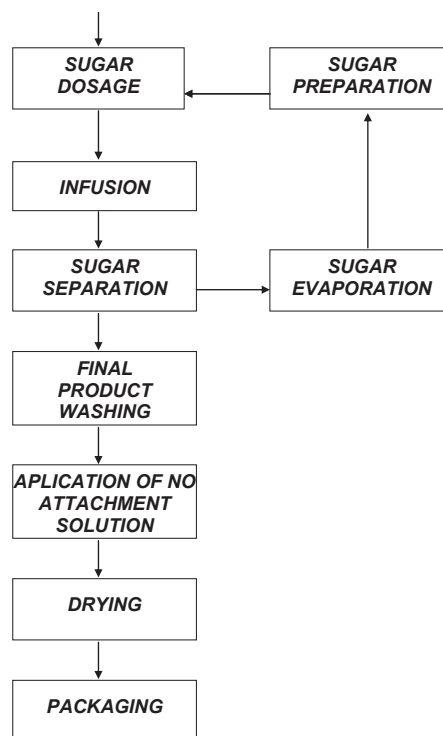 SUGAR
DOSAGE
SUGAR
PREPARATION
INFUSION
SUGAR
SEPARATION
SUGAR
EVAPORATION
FINAL
PRODUCT
WASHING
APLICATION OF NO
ATTACHMENT
SOLUTION
DRYING
PACKAGING